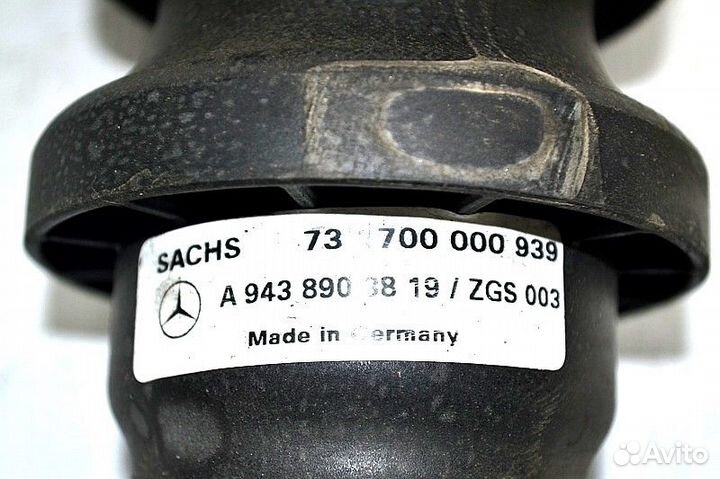 SACHS 73 700 000 939
A 943 890 38 19 / ZGS 003
Made in Germany
Avito